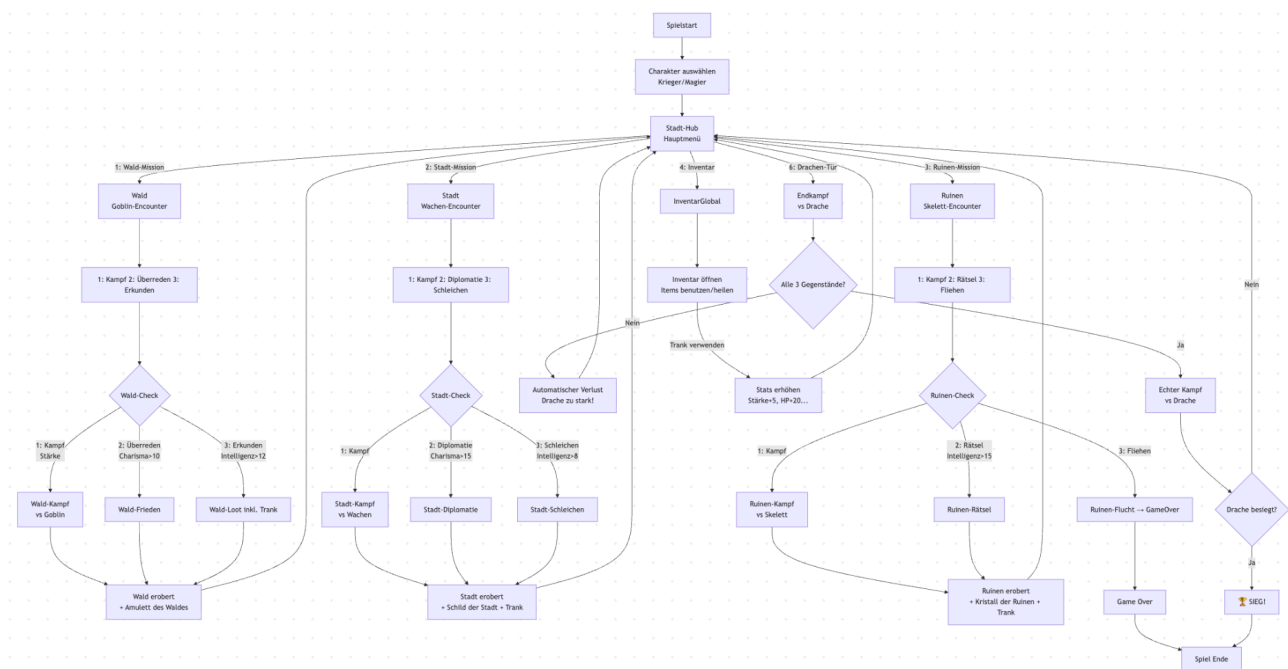 Spielstart
Charakter auswählen
Krieger/Magier
Stadt-Hub
Hauptmenü
1: Wald-Mission
2: Stadt-Mission
4: Inventar
6: Drachen-Tür
3: Ruinen-Mission
Wald
Goblin-Encounter
Stadt
Wachen-Encounter
InventarGlobal
Endkampf
vs Drache
Ruinen
Skelett-Encounter
1: Kampf 2: Überreden 3:
Erkunden
1: Kampf 2: Diplomatie 3:
Schleichen
Inventar öffnen
Items benutzen/heilen
Alle 3 Gegenstände?
1: Kampf 2: Rätsel 3:
Fliehen
Nein
Nein
Trank verwenden
Ja
Wald-Check
Stadt-Check
Automatischer Verlust
Drache zu stark!
Stats erhöhen
Stärke+5, HP+20...
Ruinen-Check
Echter Kampf
vs Drache
1: Kampf
Stärke
2: Überreden
Charisma>10
3: Erkunden
Intelligenz>12
1: Kampf
2: Diplomatie
Charisma>15
3: Schleichen
Intelligenz>8
1: Kampf
2: Rätsel
Intelligenz>15
3: Fliehen
Wald-Kampf
vs Goblin
Wald-Frieden
Wald-Loot inkl. Trank
Stadt-Kampf
vs Wachen
Stadt-Diplomatie
Stadt-Schleichen
Ruinen-Kampf
vs Skelett
Ruinen-Rätsel
Ruinen-Flucht → GameOver
Drache besiegt?
Ja
Wald erobert
+ Amulett des Waldes
Stadt erobert
+ Schild der Stadt + Trank
Ruinen erobert
+ Kristall der Ruinen +
Trank
Game Over
🏆 SIEG!
Spiel Ende